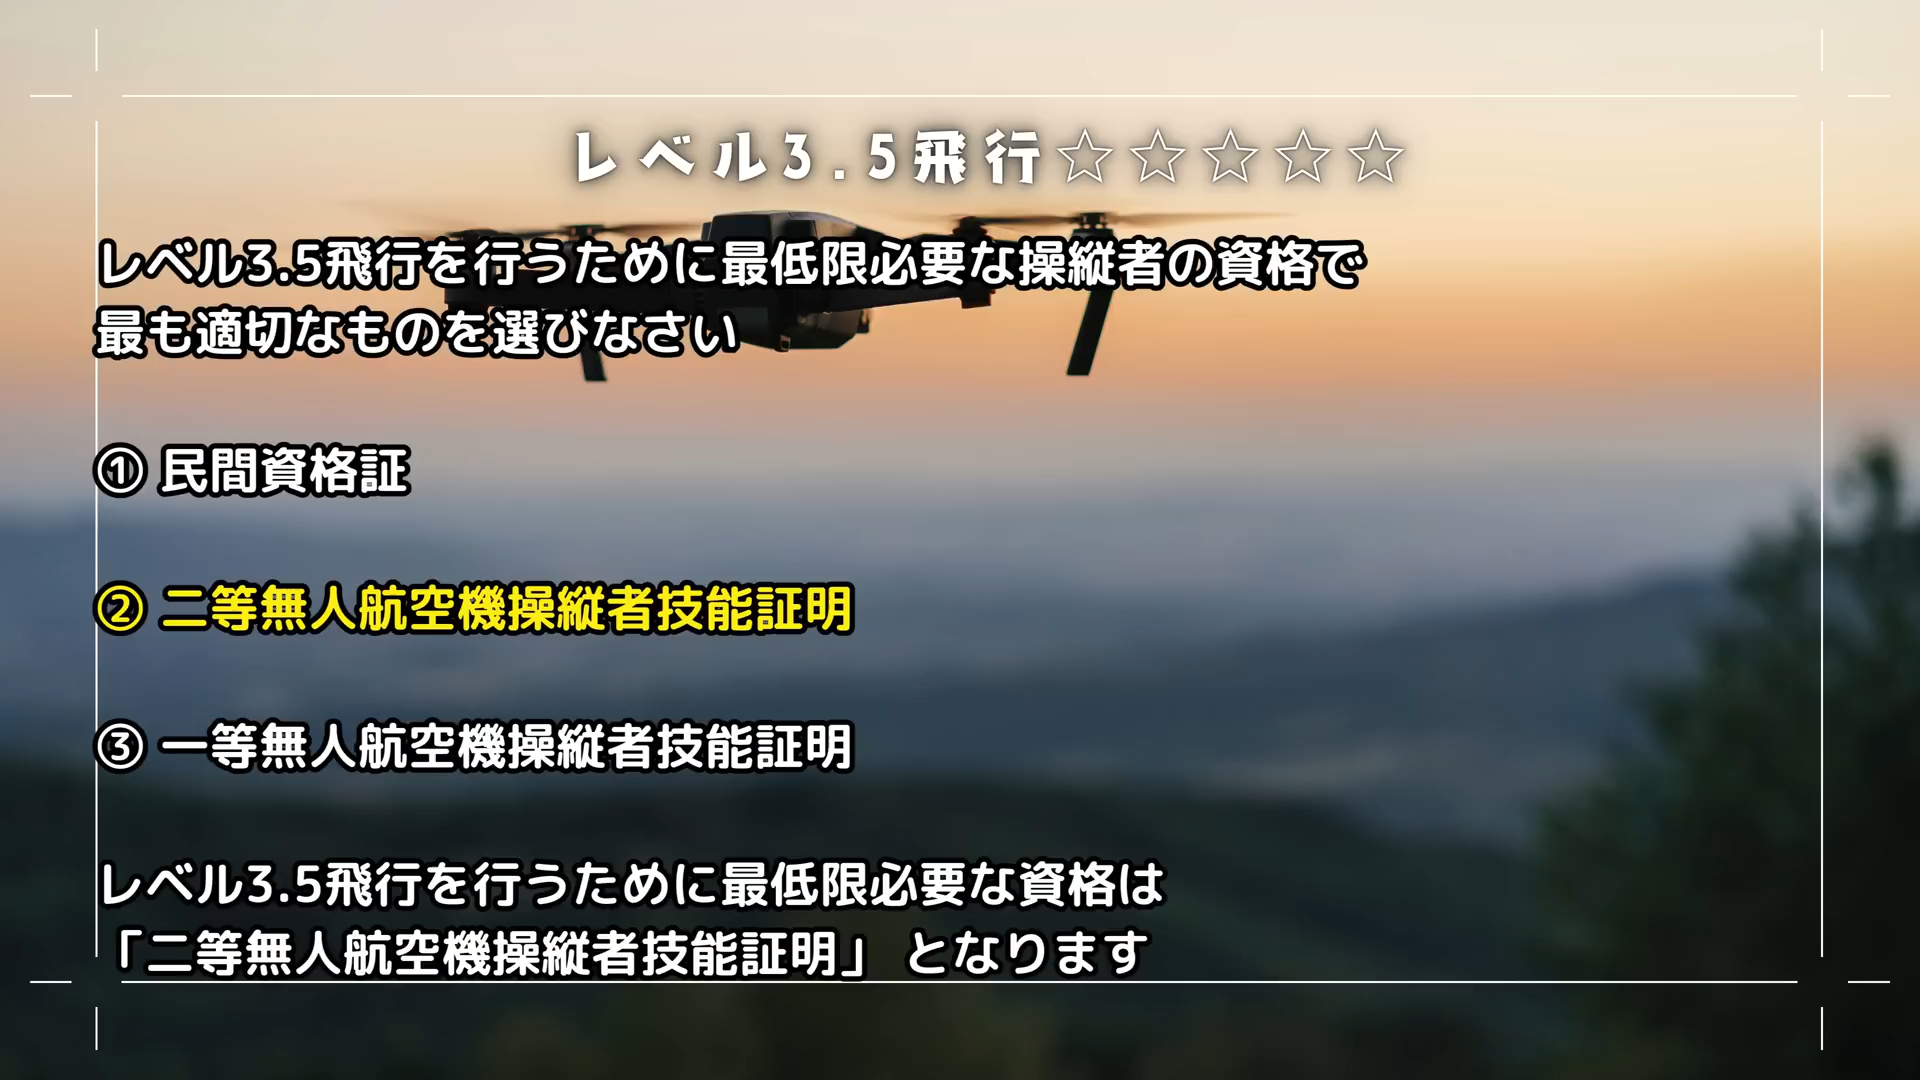 レベル3.5飛行☆☆☆☆☆
レベル3.5飛行を行うために最低限必要な操縦者の資格で
最も適切なものを選びなさい
① 民間資格証
② 二等無人航空機操縦者技能証明
③ 一等無人航空機操縦者技能証明
レベル3.5飛行を行うために最低限必要な資格は
「二等無人航空機操縦者技能証明」 となります